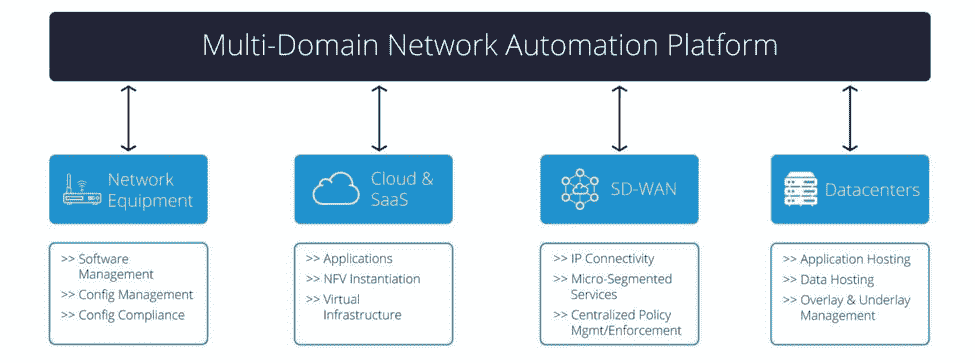 Multi-Domain Network Automation Platform
Network
Equipment
Cloud &
SaaS
SD-WAN
Datacenters
>> Software
Management
>> Config Management
>> Config Compliance
>> Applications
>> NFV Instantiation
>> Virtual
Infrastructure
>> IP Connectivity
>> Micro-Segmented
Services
>> Centralized Policy
Mgmt/Enforcement
>> Application Hosting
>> Data Hosting
>> Overlay & Underlay
Management